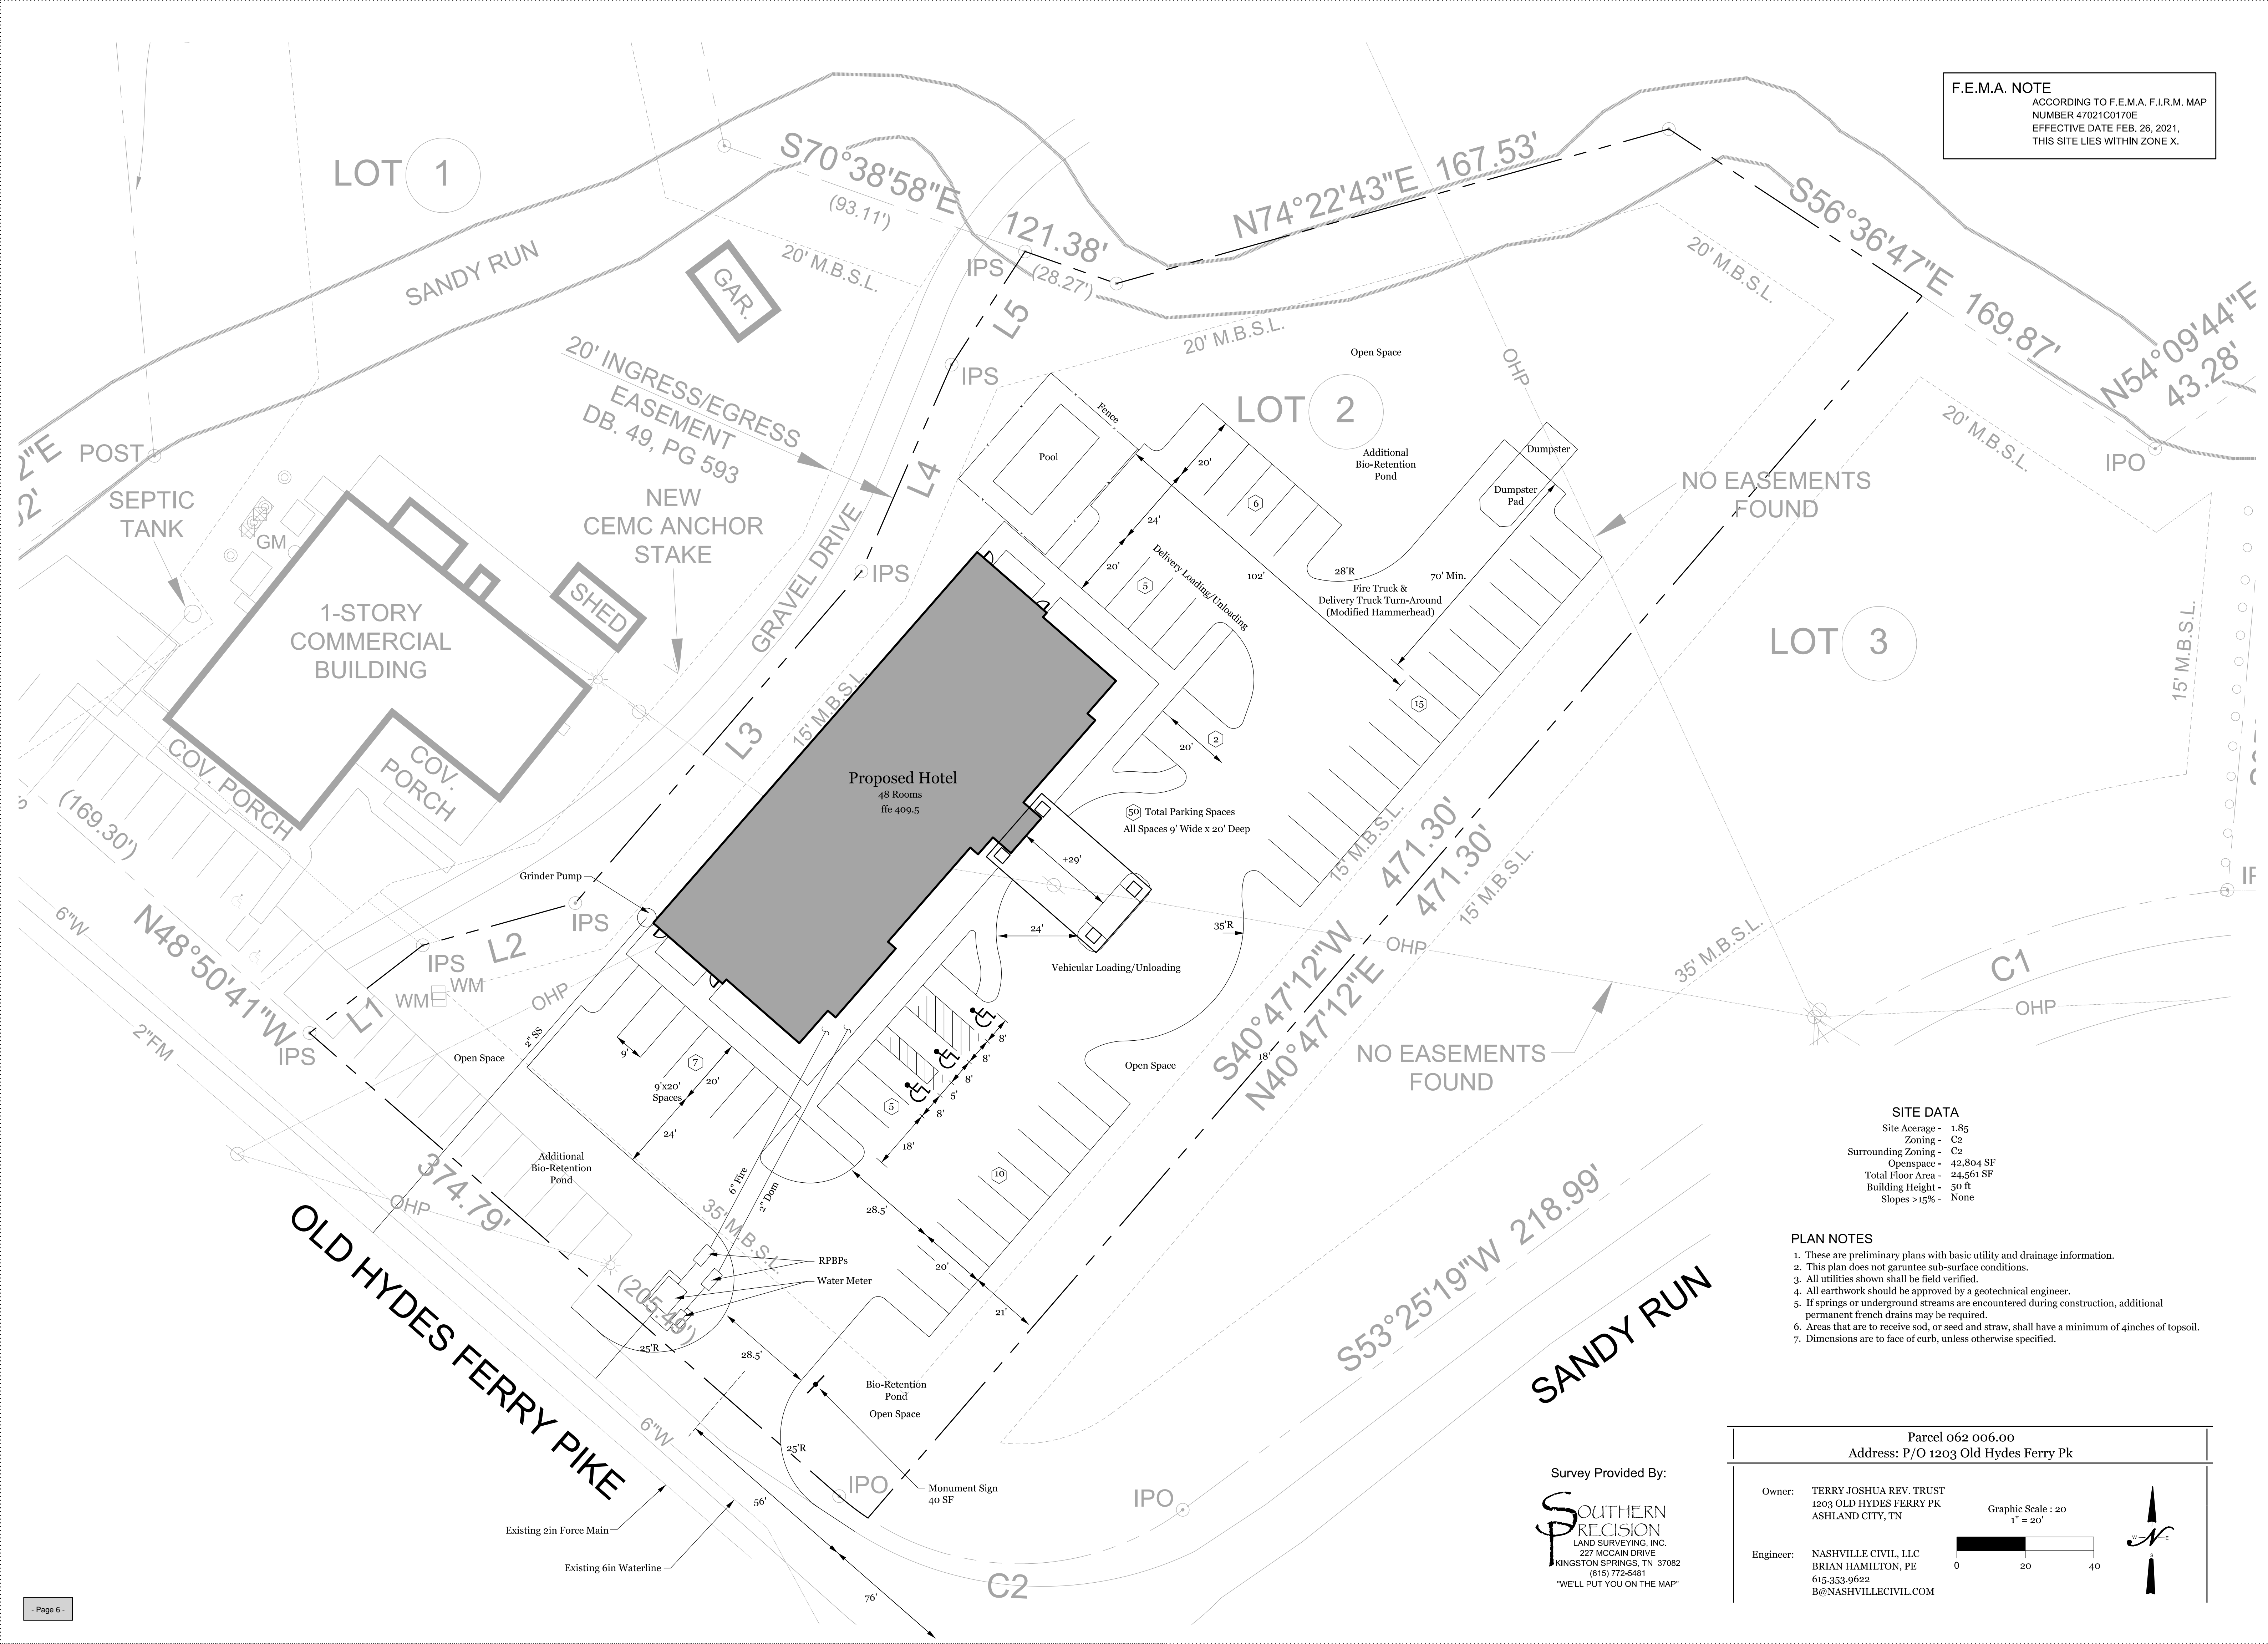 F.E.M.A. NOTE
ACCORDING TO F.E.M.A. F.I.R.M. MAP
NUMBER 47021C0170E
EFFECTIVE DATE FEB. 26, 2021,
THIS SITE LIES WITHIN ZONE X.
LOT 1
SANDY RUN
S70°38'58"E
(93.11')
121.38'
(28.27')
N74°22'43"E 167.53'
S56°36'47"E 169.87'
N54°09'44"E
43.28'
20' M.B.S.L.
20' M.B.S.L.
20' M.B.S.L.
20' M.B.S.L.
GAR.
IPS
L5
IPS
L4
IPS
20' INGRESS/EGRESS
EASEMENT
DB. 49, PG 593
GRAVEL DRIVE
POST
SEPTIC
TANK
GM
NEW
CEMC ANCHOR
STAKE
SHED
1-STORY
COMMERCIAL
BUILDING
COV. PORCH
COV.
PORCH
(169.30')
Open Space
LOT 2
OHP
Fence
Pool
20'
6
24'
20'
5
Delivery Loading/Unloading
102'
Additional
Bio-Retention
Pond
Dumpster
Dumpster
Pad
28'R
70' Min.
Fire Truck &
Delivery Truck Turn-Around
(Modified Hammerhead)
NO EASEMENTS
FOUND
IPO
LOT 3
15' M.B.S.L.
15
2
20'
L3
15' M.B.S.L.
Proposed Hotel
48 Rooms
ffe 409.5
50 Total Parking Spaces
All Spaces 9' Wide x 20' Deep
+29'
24'
35'R
Vehicular Loading/Unloading
15' M.B.S.L.
471.30'
471.30'
15' M.B.S.L.
S40°47'12"W
N40°47'12"E
18'
OHP
35' M.B.S.L.
C1
OHP
NO EASEMENTS
FOUND
Grinder Pump
IPS
L2
IPS
WM
WM
L1
IPS
OHP
6"W
2"FM
N48°50'41"W
Open Space
2" SS
9'
7
9'x20'
Spaces
20'
24'
8'
8'
8'
5'
8'
5
18'
Open Space
10
Additional
Bio-Retention
Pond
374.79'
OHP
6" Fire
2" Dom
35' M.B.S.L.
28.5'
20'
21'
RPBPs
Water Meter
(205.49')
25'R
28.5'
OLD HYDES FERRY PIKE
6"W
Bio-Retention
Pond
Open Space
25'R
IPO
Monument Sign
40 SF
56'
76'
Existing 2in Force Main
Existing 6in Waterline
C2
IPO
S53°25'19"W 218.99'
SANDY RUN
SITE DATA
Site Acerage - 1.85
Zoning - C2
Surrounding Zoning - C2
Openspace - 42,804 SF
Total Floor Area - 24,561 SF
Building Height - 50 ft
Slopes >15% - None
PLAN NOTES
1. These are preliminary plans with basic utility and drainage information.
2. This plan does not garuntee sub-surface conditions.
3. All utilities shown shall be field verified.
4. All earthwork should be approved by a geotechnical engineer.
5. If springs or underground streams are encountered during construction, additional
permanent french drains may be required.
6. Areas that are to receive sod, or seed and straw, shall have a minimum of 4inches of topsoil.
7. Dimensions are to face of curb, unless otherwise specified.
Survey Provided By:
SOUTHERN
PRECISION
LAND SURVEYING, INC.
227 MCCAIN DRIVE
KINGSTON SPRINGS, TN 37082
(615) 772-5481
"WE'LL PUT YOU ON THE MAP"
Parcel 062 006.00
Address: P/O 1203 Old Hydes Ferry Pk
Owner: TERRY JOSHUA REV. TRUST
1203 OLD HYDES FERRY PK
ASHLAND CITY, TN
Engineer: NASHVILLE CIVIL, LLC
BRIAN HAMILTON, PE
615.353.9622
B@NASHVILLECIVIL.COM
Graphic Scale : 20
1" = 20'
0 20 40
N
W E
S
- Page 6 -